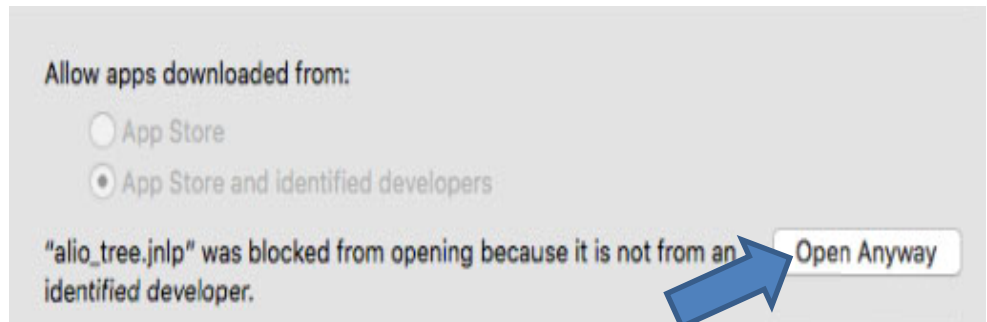 Allow apps downloaded from:
App Store
App Store and identified developers
“alio_tree.jnlp” was blocked from opening because it is not from an
Open Anyway
identified developer.